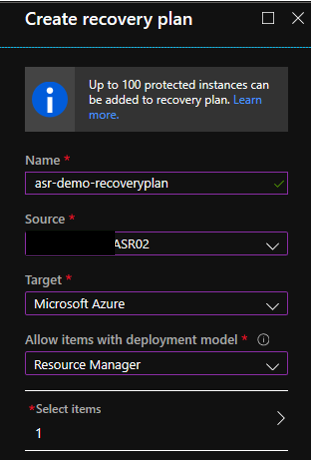 Create recovery plan
Up to 100 protected instances can
be added to recovery plan. Learn
more.
Name *
asr-demo-recoveryplan
Source *
ASR02
Target *
Microsoft Azure
Allow items with deployment model *
Resource Manager
*Select items
1